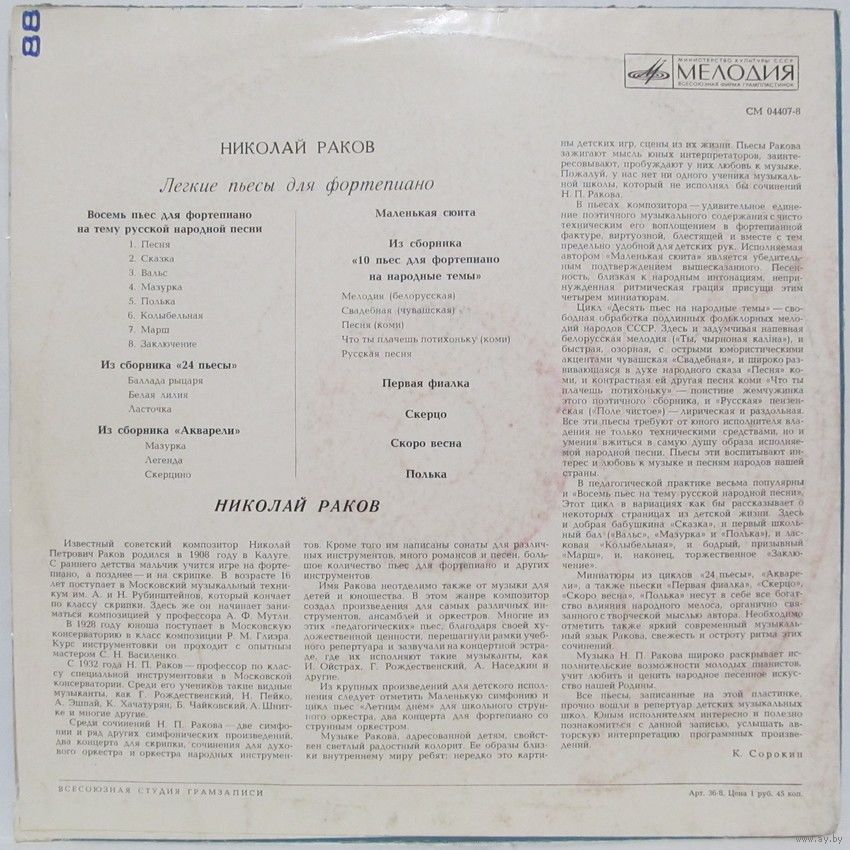 88
МИНИСТЕРСТВО КУЛЬТУРЫ СССР
МЕЛОДИЯ
ВСЕСОЮЗНАЯ ФИРМА ГРАМПЛАСТИНОК
СМ 04407-8
НИКОЛАЙ РАКОВ
Легкие пьесы для фортепиано
Восемь пьес для фортепиано
на тему русской народной песни
1. Песня
2. Сказка
3. Вальс
4. Мазурка
5. Полька
6. Колыбельная
7. Марш
8. Заключение
Из сборника «24 пьесы»
Баллада рыцаря
Белая лилия
Ласточка
Из сборника «Акварели»
Мазурка
Легенда
Скерцино
Маленькая сюита
Из сборника
«10 пьес для фортепиано
на народные темы»
Мелодия (белорусская)
Свадебная (чувашская)
Песня (коми)
Что ты плачешь потихоньку (коми)
Русская песня
Первая фиалка
Скерцо
Скоро весна
Полька
НИКОЛАЙ РАКОВ
Известный советский композитор Николай
Петрович Раков родился в 1908 году в Калуге.
С раннего детства мальчик учится игре на форте-
пиано, а позднее—и на скрипке. В возрасте 16
лет поступает в Московский музыкальный техни-
кум им. А. и Н. Рубинштейнов, который кончает
по классу скрипки. Здесь же он начинает зани-
маться композицией у профессора А. Ф. Мутли.
В 1928 году юноша поступает в Московскую
консерваторию в класс композиции Р. М. Глиэра.
Курс инструментовки он проходит с опытным
мастером С. Н. Василенко.
С 1932 года Н. П. Раков—профессор по клас-
су специальной инструментовки в Московской
консерватории. Среди его учеников такие видные
музыканты, как Г. Рождественский, Н. Пейко,
А. Эшпай, К. Хачатурян, Б. Чайковский, А. Шнит-
ке и многие другие.
Среди сочинений Н. П. Ракова—две симфо-
нии и ряд других симфонических произведений,
два концерта для скрипки, сочинения для духо-
вого оркестра и оркестра народных инструмен-
тов. Кроме того им написаны сонаты для различ-
ных инструментов, много романсов и песен, боль-
шое количество пьес для фортепиано и других
инструментов.
Имя Ракова неотделимо также от музыки для
детей и юношества. В этом жанре композитор
создал произведения для самых различных ин-
струментов, ансамблей и оркестров. Многие из
этих «педагогических» пьес, благодаря своей ху-
дожественной ценности, перешагнули рамки учеб-
ного репертуара и зазвучали на концертной эстра-
де, где их исполняют такие музыканты, как
И. Ойстрах, Г. Рождественский, А. Наседкин и
другие.
Из крупных произведений для детского испол-
нения следует отметить Маленькую симфонию и
цикл пьес «Летним днем» для школьного струн-
ного оркестра, два концерта для фортепиано со
струнным оркестром.
Музыке Ракова, адресованной детям, свойст-
вен светлый радостный колорит. Ее образы близ-
ки внутреннему миру ребят: нередко это карти-
ны детских игр, сцены из их жизни. Пьесы Ракова
зажигают мысль юных интерпретаторов, заинте-
ресовывают, пробуждают у них любовь к музыке.
Пожалуй, у нас нет ни одного ученика музыкаль-
ной школы, который не исполнял бы сочинений
Н. П. Ракова.
В пьесах композитора—удивительное едине-
ние поэтичного музыкального содержания с чисто
техническим его воплощением в фортепианной
фактуре, виртуозной, блестящей и вместе с тем
предельно удобной для детских рук. Исполняемая
автором «Маленькая сюита» является убедитель-
ным подтверждением вышесказанного. Песен-
ность, близкая к народным интонациям, непри-
нужденная ритмическая грация присущи этим
четырем миниатюрам.
Цикл «Десять пьес на народные темы»—сво-
бодная обработка подлинных фольклорных мело-
дий народов СССР. Здесь и задумчивая напевная
белорусская мелодия («Ты, чырноная каліна»), и
быстрая, озорная, с острыми юмористическими
акцентами чувашская «Свадебная», и широко раз-
вивающаяся в духе народного сказа «Песня» ко-
ми, и контрастная ей другая песня коми «Что ты
плачешь потихоньку»— поистине жемчужинка
этого поэтичного сборника, и «Русская» пензен-
ская («Поле чистое»)—лирическая и раздольная.
Все эти пьесы требуют от юного исполнителя вла-
дения не только техническими средствами, но и
умения вжиться в самую душу образа исполняе-
мой народной песни. Пьесы эти воспитывают ин-
терес и любовь к музыке и песням народов нашей
страны.
В педагогической практике весьма популярны
и «Восемь пьес на тему русской народной песни».
Этот цикл в вариациях как бы рассказывает о
некоторых страницах из детской жизни. Здесь
и добрая бабушкина «Сказка», и первый школь-
ный бал («Вальс», «Мазурка» и «Полька»), и лас-
ковая «Колыбельная», и бодрый, призывный
«Марш», и, наконец, торжественное «Заклю-
чение».
Миниатюры из циклов «24 пьесы», «Акваре-
ли», а также пьески «Первая фиалка», «Скерцо»,
«Скоро весна», «Полька» несут в себе все богат-
ство влияния народного мелоса, органично свя-
занного с творческой мыслью автора. Необходимо
отметить также яркий современный музыкаль-
ный язык Ракова, свежесть и остроту ритма этих
сочинений.
Музыка Н. П. Ракова широко раскрывает ис-
полнительские возможности молодых пианистов,
учит любить и ценить народное песенное искус-
ство нашей Родины.
Все пьесы, записанные на этой пластинке,
прочно вошли в репертуар детских музыкальных
школ. Юным исполнителям интересно и полезно
познакомиться с данной записью, услышать ав-
торскую интерпретацию программных произве-
дений.
К. Сорокин
ВСЕСОЮЗНАЯ СТУДИЯ ГРАМЗАПИСИ
Арт. 36-8. Цена 1 руб. 45 коп.
www.ay.by